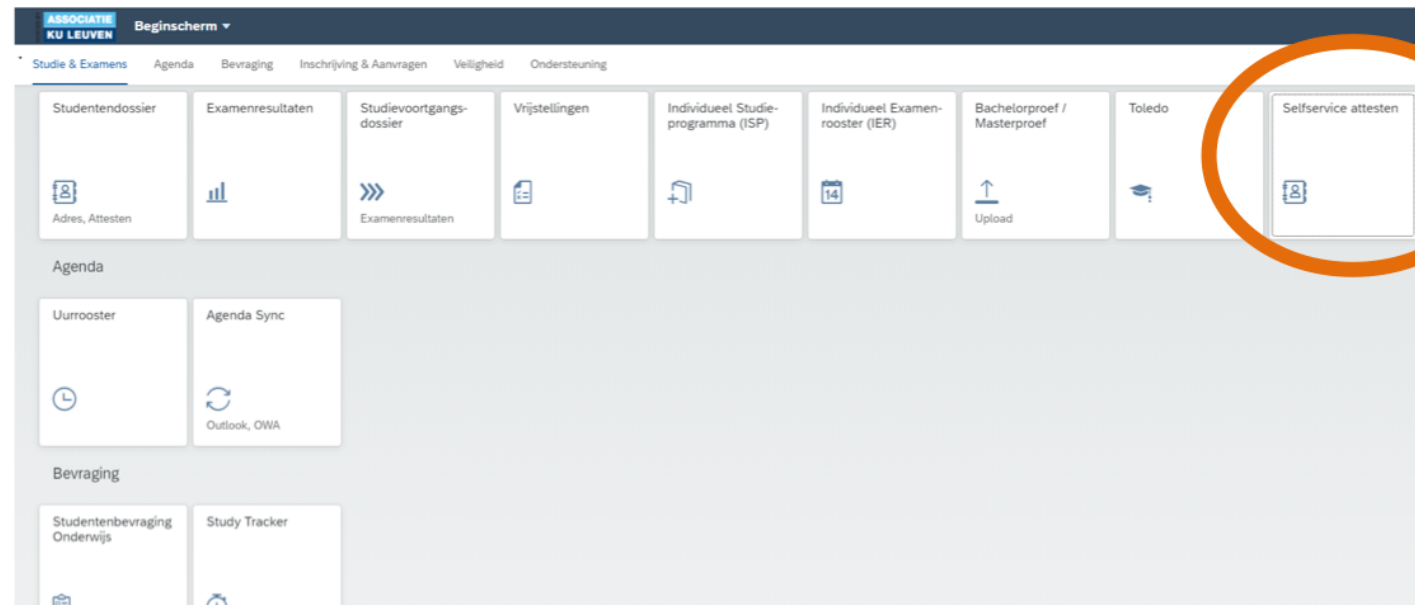 ASSOCIATIE
KU LEUVEN
Beginscherm
Studie & Examens Agenda Bevraging Inschrijving & Aanvragen Veiligheid Ondersteuning
Studentendossier
Adres, Attesten
Examenresultaten
Studievoortgangs-
dossier
Examenresultaten
Vrijstellingen
Individueel Studie-
programma (ISP)
Individueel Examen-
rooster (IER)
14
Bachelorproef /
Masterproef
Upload
Toledo
Selfservice attesten
Agenda
Uurrooster
Agenda Sync
Outlook, OWA
Bevraging
Studentenbevraging
Onderwijs
Study Tracker